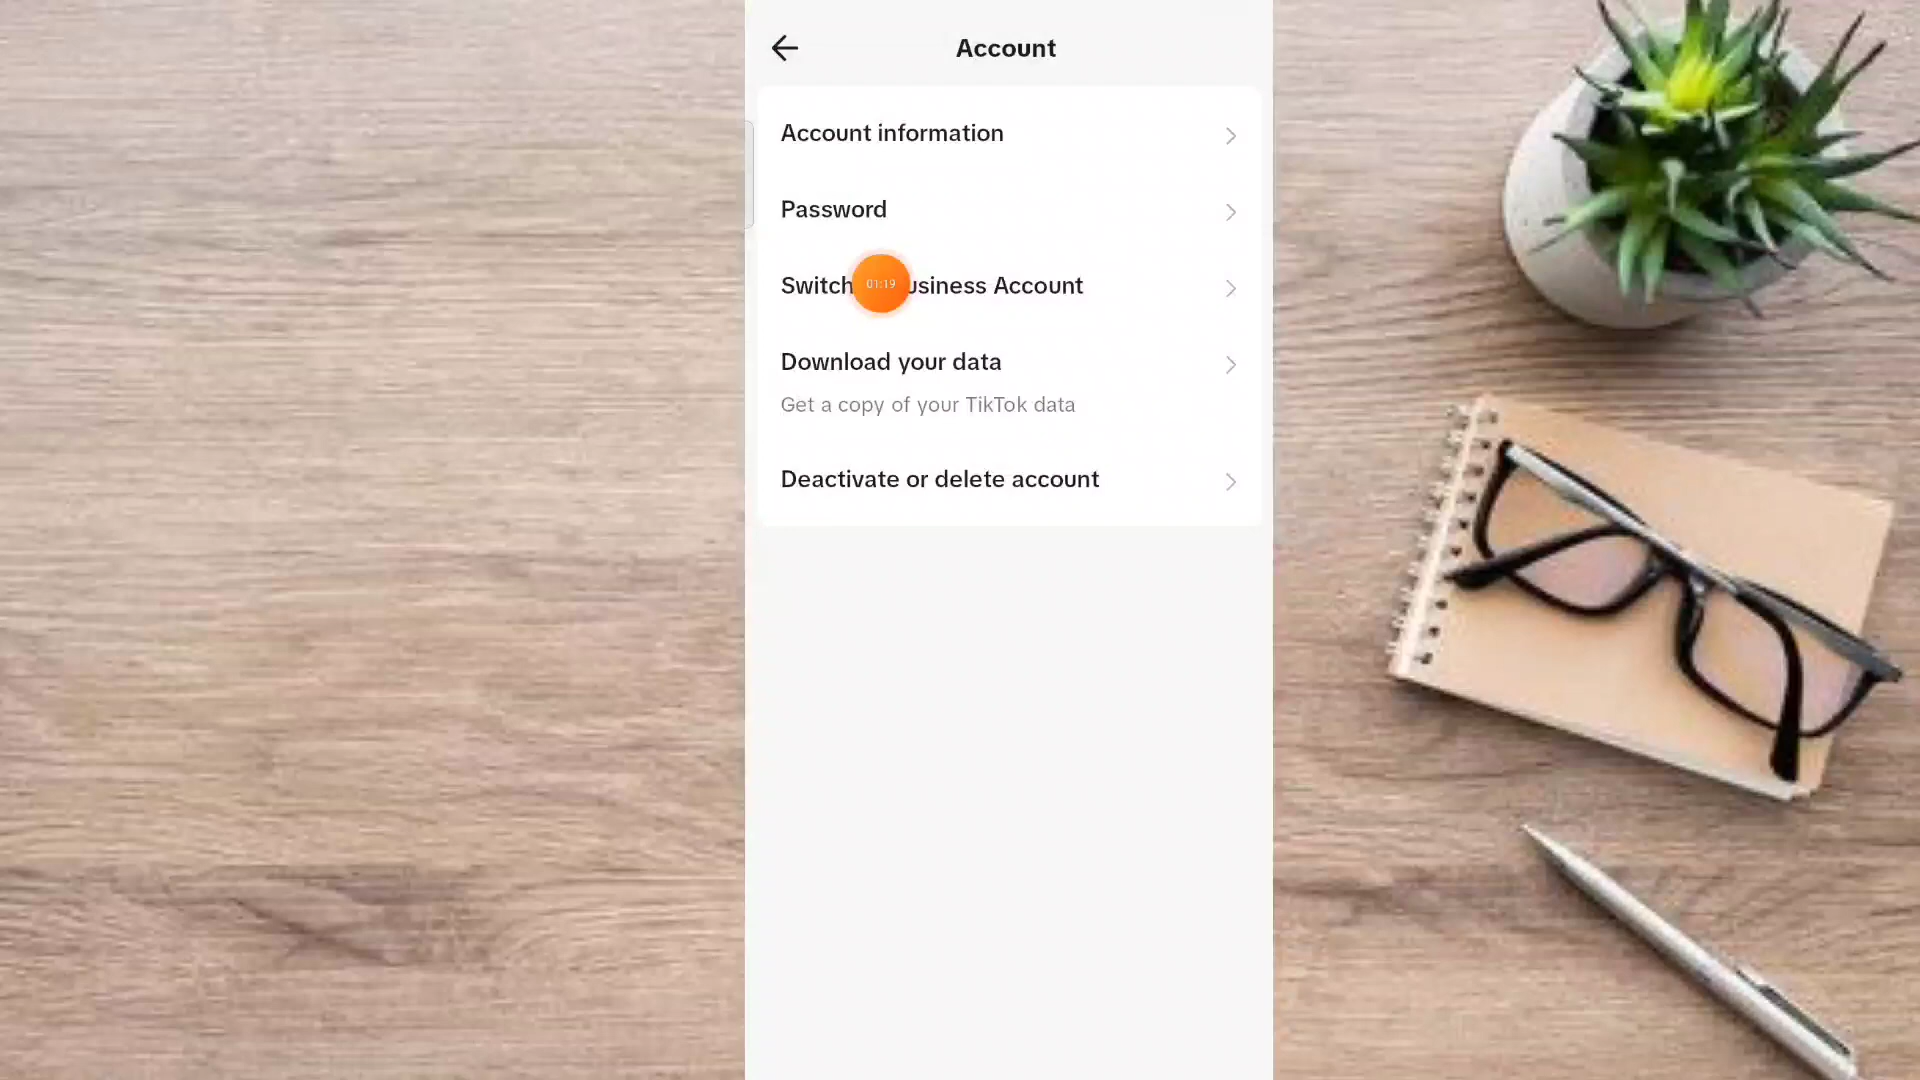 Account
Account information
Password
Switch usiness Account
01:19
Download your data
Get a copy of your TikTok data
Deactivate or delete account